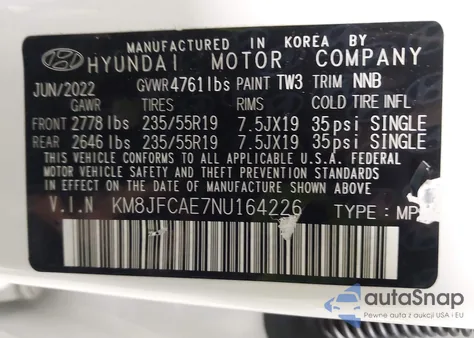 MANUFACTURED IN KOREA BY
HYUNDAI MOTOR COMPANY
JUN/2022 GVWR 4761lbs PAINT TW3 TRIM NNB
GAWR TIRES RIMS COLD TIRE INFL
FRONT 2778 lbs 235/55R19 7.5JX19 35psi SINGLE
REAR 2646 lbs 235/55R19 7.5JX19 35psi SINGLE
THIS VEHICLE CONFORMS TO ALL APPLICABLE U.S.A. FEDERAL
MOTOR VEHICLE SAFETY AND THEFT PREVENTION STANDARDS
IN EFFECT ON THE DATE OF MANUFACTURE SHOWN ABOVE.
V.I.N KM8JFCAE7NU164226 TYPE: MP
autoSnap
Pewne auta z aukcji USA i EU